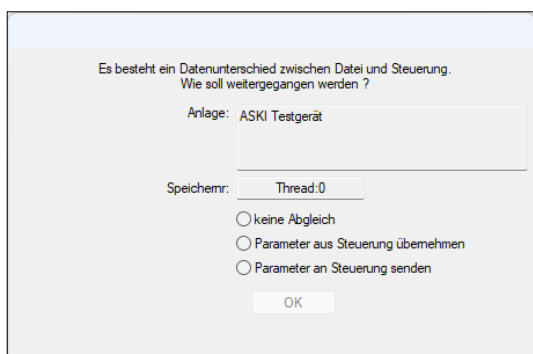 Es besteht ein Datenunterschied zwischen Datei und Steuerung.
Wie soll weitergegangen werden ?
Anlage: ASKI Testgerät
Speichernr: Thread:0
keine Abgleich
Parameter aus Steuerung übernehmen
Parameter an Steuerung senden
OK